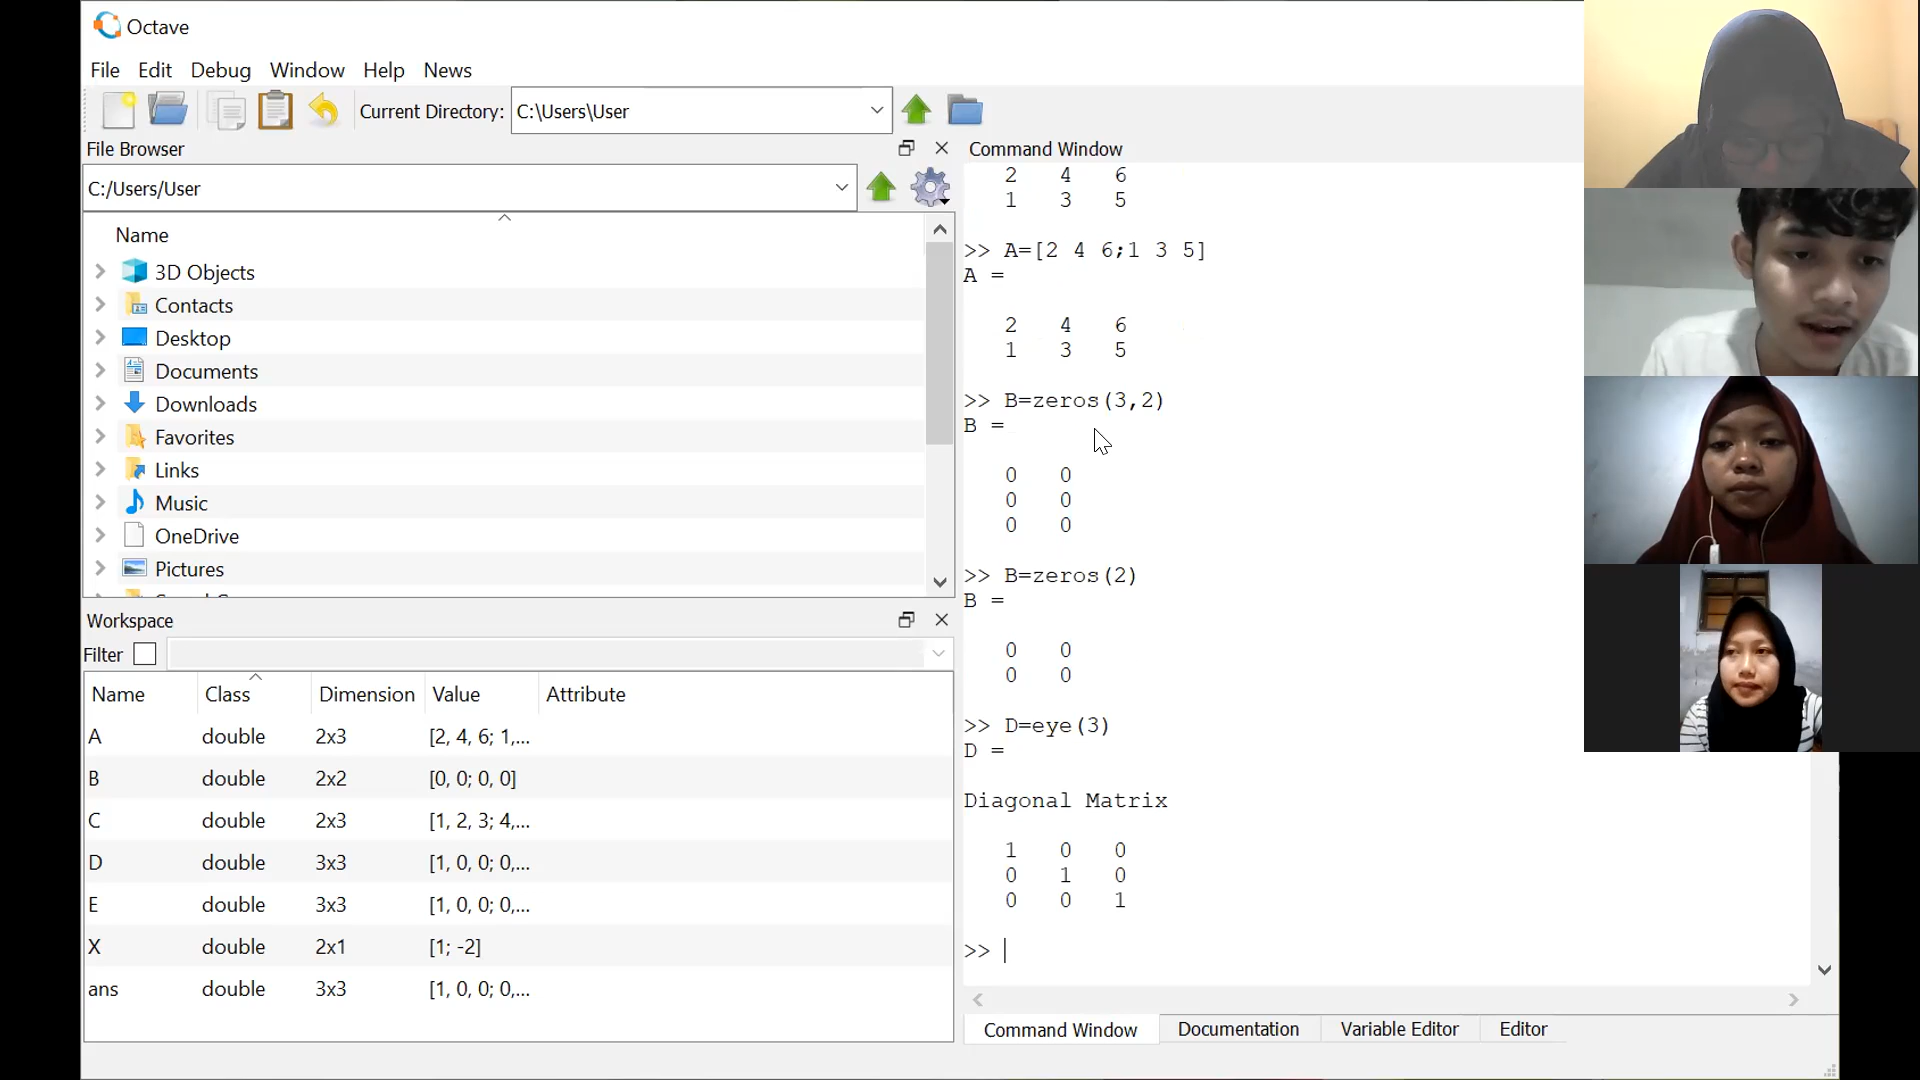 Octave
File Edit Debug Window Help News
Current Directory: C:\Users\User
File Browser
C:/Users/User
Name
3D Objects
Contacts
Desktop
Documents
Downloads
Favorites
Links
Music
OneDrive
Pictures
Workspace
Filter
Name Class Dimension Value Attribute
A double 2x3 [2, 4, 6; 1,...
B double 2x2 [0, 0; 0, 0]
C double 2x3 [1, 2, 3; 4,...
D double 3x3 [1, 0, 0; 0,...
E double 3x3 [1, 0, 0; 0,...
X double 2x1 [1; -2]
ans double 3x3 [1, 0, 0; 0,...
Command Window
2 4 6
1 3 5
>> A=[2 4 6;1 3 5]
A =
2 4 6
1 3 5
>> B=zeros(3,2)
B =
0 0
0 0
0 0
>> B=zeros(2)
B =
0 0
0 0
>> D=eye(3)
D =
Diagonal Matrix
1 0 0
0 1 0
0 0 1
>>
Command Window Documentation Variable Editor Editor